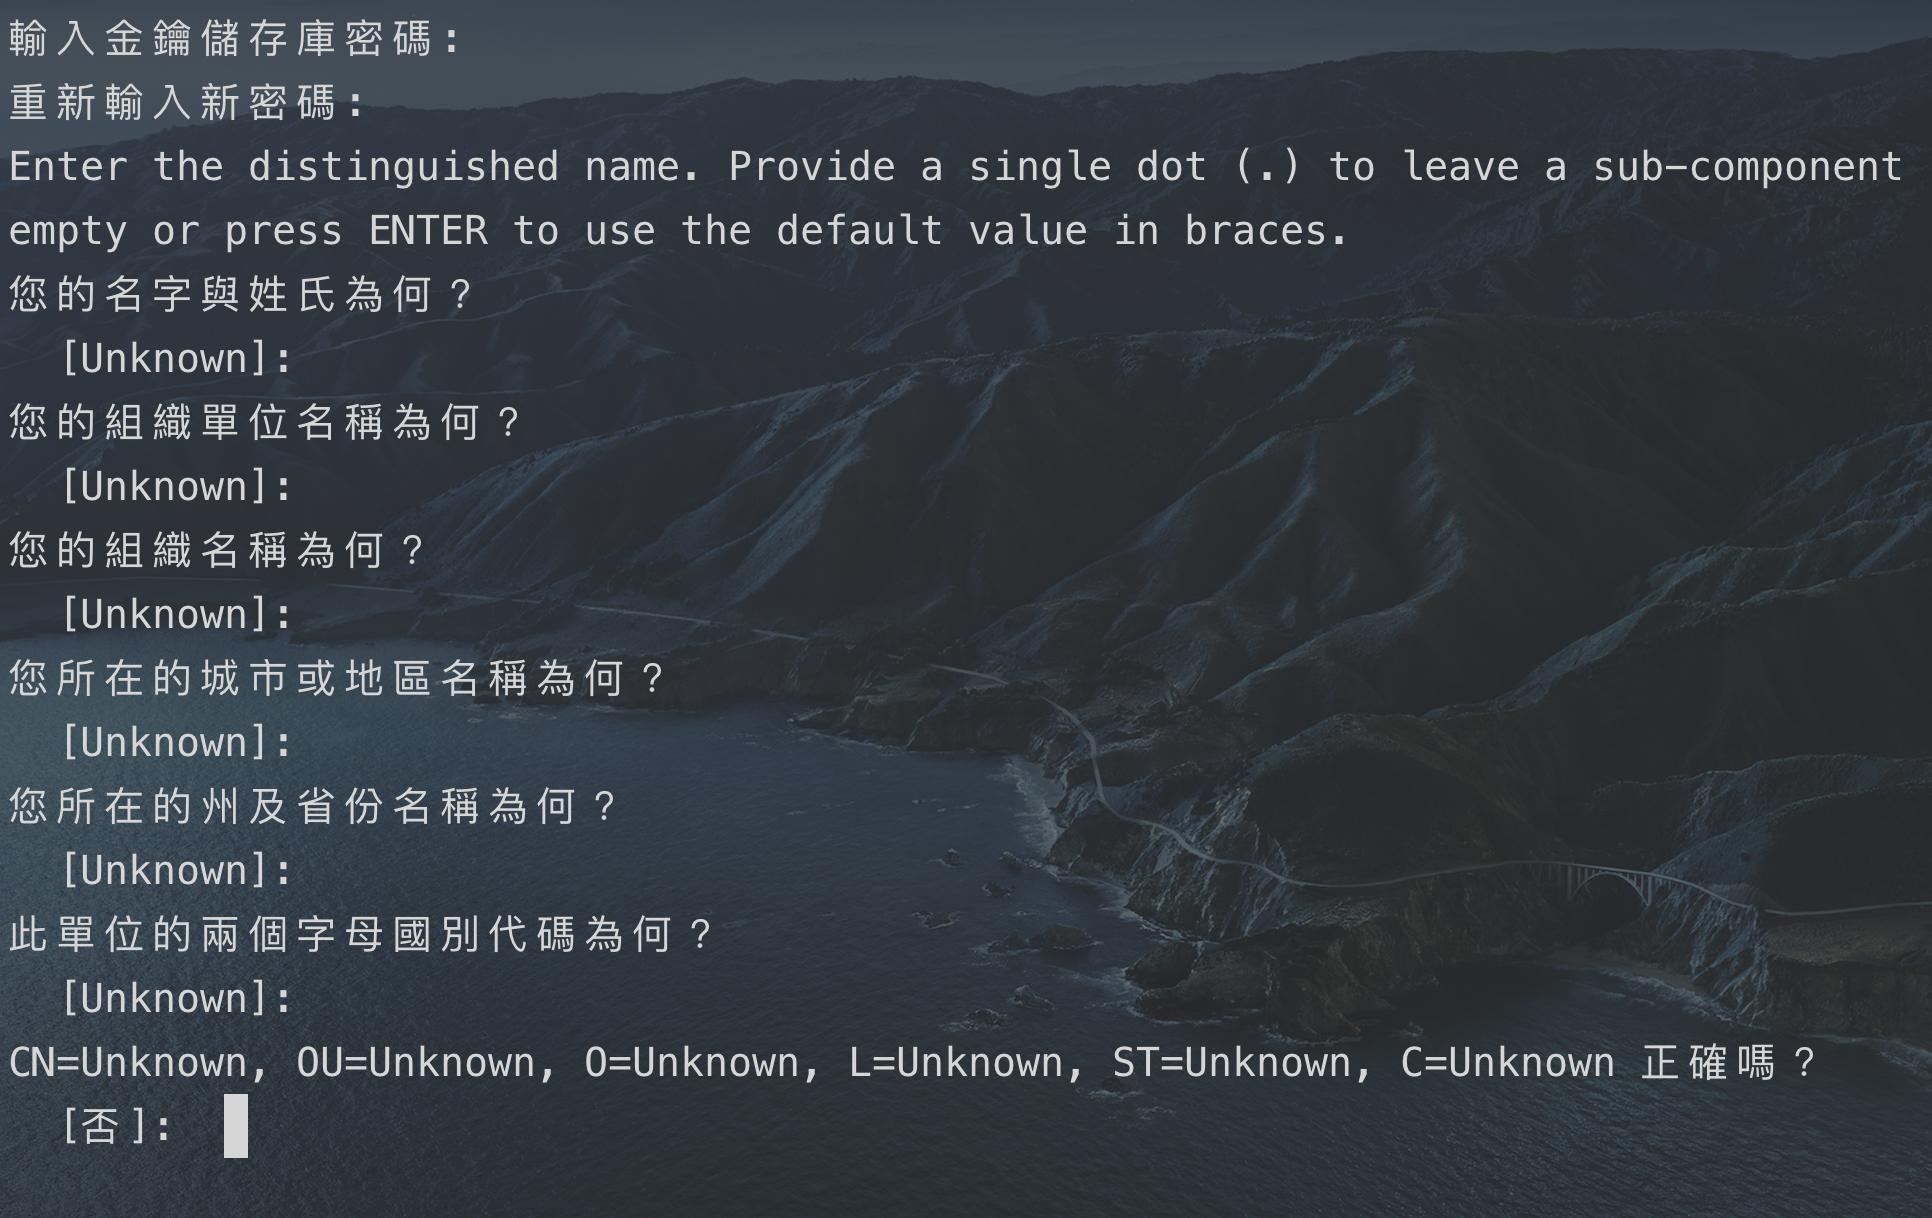 輸入金鑰儲存庫密碼:
重新輸入新密碼:
Enter the distinguished name. Provide a single dot (.) to leave a sub-component
empty or press ENTER to use the default value in braces.
您的名字與姓氏為何？
[Unknown]:
您的組織單位名稱為何？
[Unknown]:
您的組織名稱為何？
[Unknown]:
您所在的城市或地區名稱為何？
[Unknown]:
您所在的州及省份名稱為何？
[Unknown]:
此單位的兩個字母國別代碼為何？
[Unknown]:
CN=Unknown, OU=Unknown, O=Unknown, L=Unknown, ST=Unknown, C=Unknown 正確嗎？
[否]: